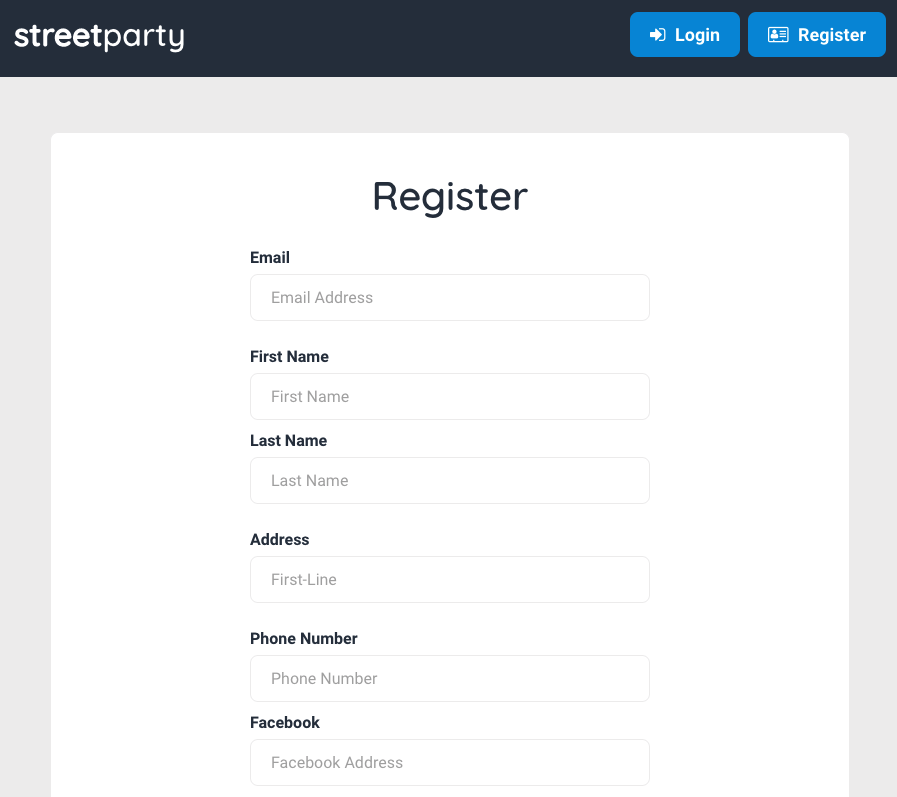 streetparty
Login
Register
Register
Email
Email Address
First Name
First Name
Last Name
Last Name
Address
First-Line
Phone Number
Phone Number
Facebook
Facebook Address